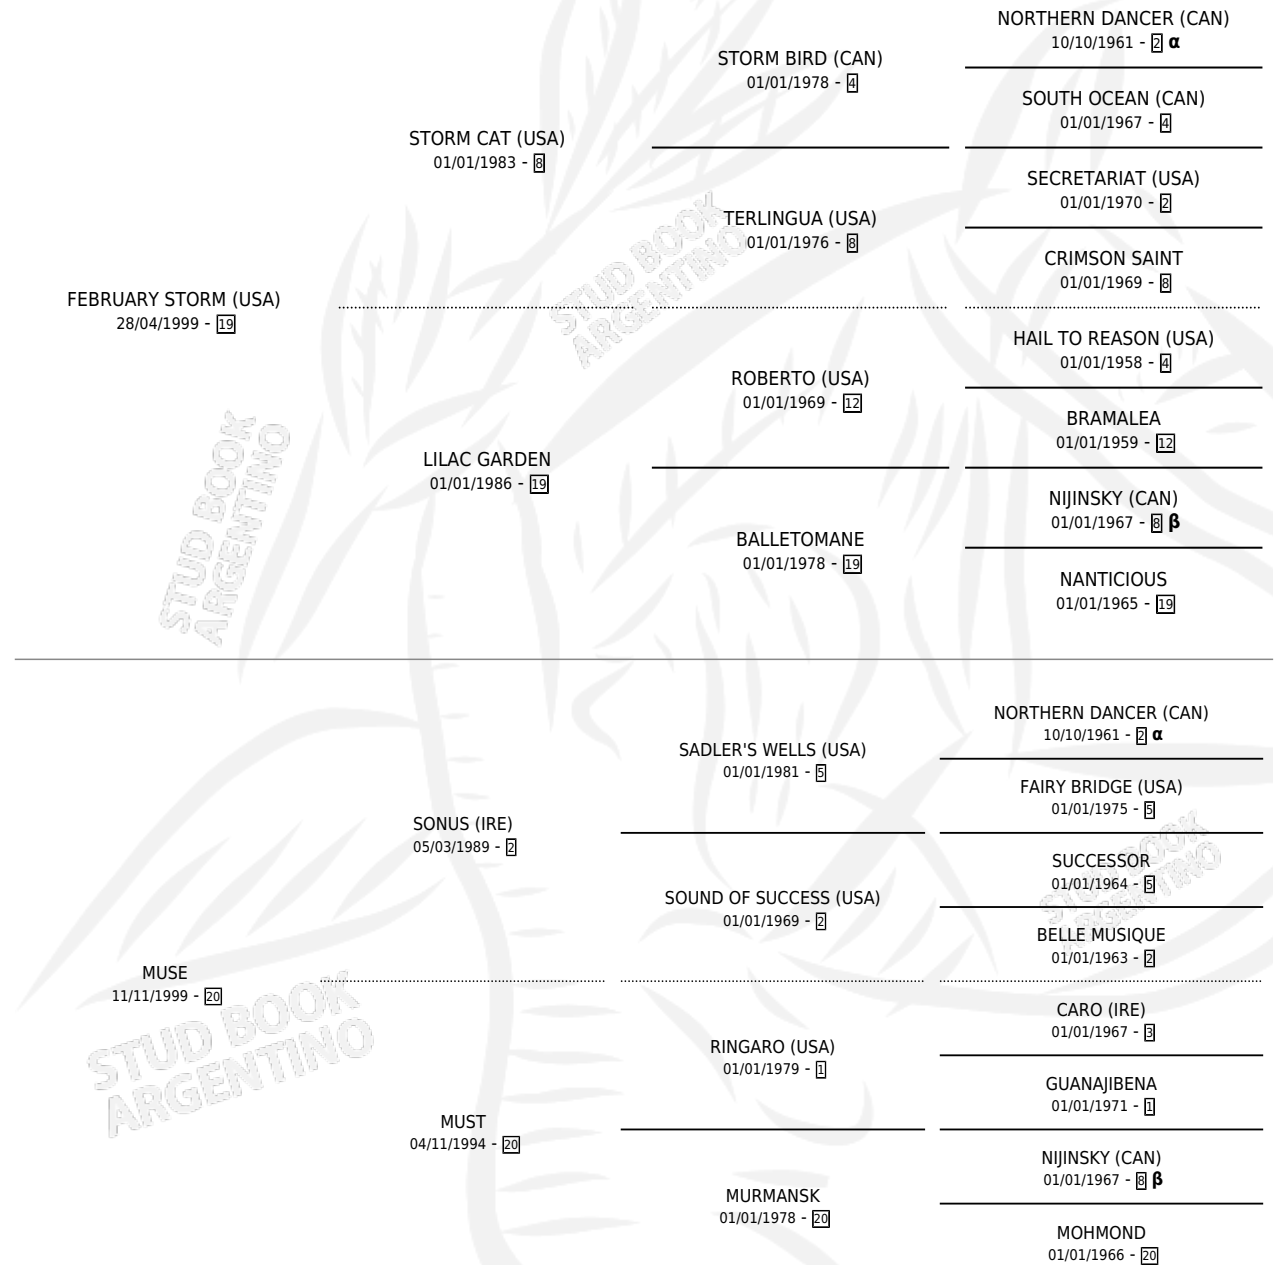 FEBRUARY STORM (USA)
28/04/1999 - 19
STORM CAT (USA)
01/01/1983 - 8
LILAC GARDEN
01/01/1986 - 19
STORM BIRD (CAN)
01/01/1978 - 4
TERLINGUA (USA)
01/01/1976 - 8
ROBERTO (USA)
01/01/1969 - 12
BALLETOMANE
01/01/1978 - 19
NORTHERN DANCER (CAN)
10/10/1961 - 2 α
SOUTH OCEAN (CAN)
01/01/1967 - 4
SECRETARIAT (USA)
01/01/1970 - 2
CRIMSON SAINT
01/01/1969 - 8
HAIL TO REASON (USA)
01/01/1958 - 4
BRAMALEA
01/01/1959 - 12
NIJINSKY (CAN)
01/01/1967 - 8 β
NANTICIOUS
01/01/1965 - 19
MUSE
11/11/1999 - 20
SONUS (IRE)
05/03/1989 - 2
MUST
04/11/1994 - 20
SADLER'S WELLS (USA)
01/01/1981 - 5
SOUND OF SUCCESS (USA)
01/01/1969 - 2
RINGARO (USA)
01/01/1979 - 1
MURMANSK
01/01/1978 - 20
NORTHERN DANCER (CAN)
10/10/1961 - 2 α
FAIRY BRIDGE (USA)
01/01/1975 - 5
SUCCESSOR
01/01/1964 - 5
BELLE MUSIQUE
01/01/1963 - 2
CARO (IRE)
01/01/1967 - 3
GUANAJIBENA
01/01/1971 - 1
NIJINSKY (CAN)
01/01/1967 - 8 β
MOHMOND
01/01/1966 - 20
STUD BOOK
ARGENTINO
STUD BOOK
ARGENTINO
STUD BOOK
ARGENTINO
STUD BOOK
ARGENTINO